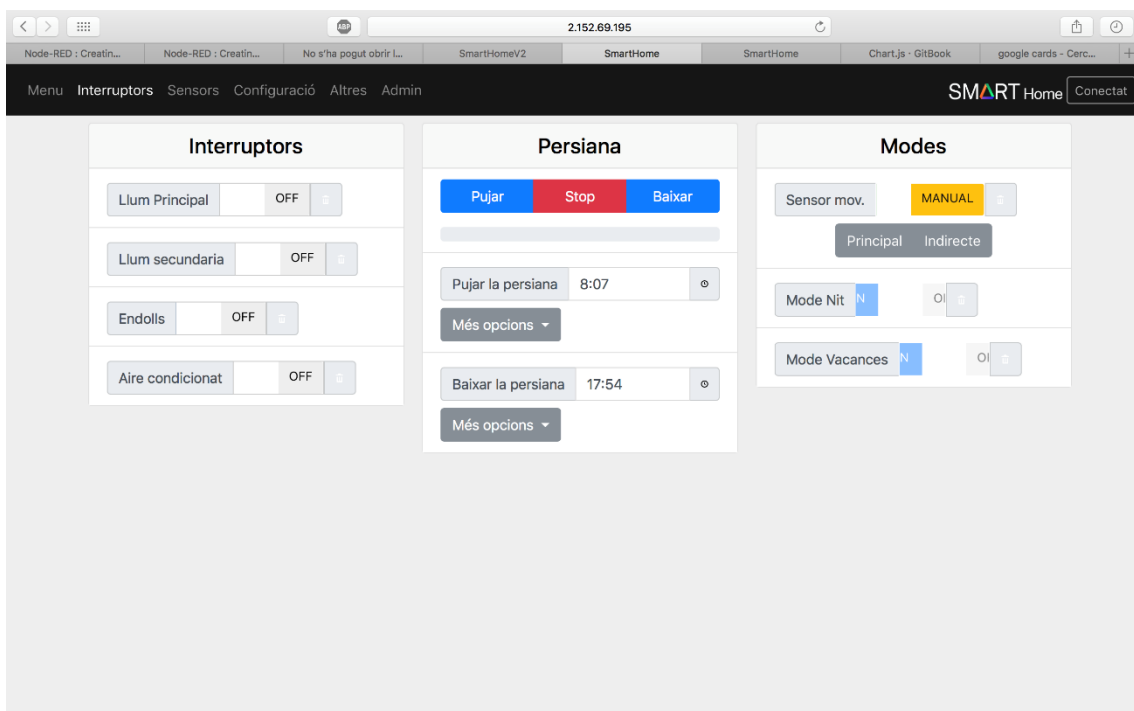 ABP
2.152.69.195
Node-RED : Creatin... Node-RED : Creatin... No s'ha pogut obrir l... SmartHomeV2 SmartHome SmartHome Chart.js · GitBook google cards - Cerc...
Menu Interruptors Sensors Configuració Altres Admin SMART Home Conectat
Interruptors
Llum Principal OFF
Llum secundaria OFF
Endolls OFF
Aire condicionat OFF
Persiana
Pujar Stop Baixar
Pujar la persiana 8:07
Més opcions
Baixar la persiana 17:54
Més opcions
Modes
Sensor mov. MANUAL
Principal Indirecte
Mode Nit N
Mode Vacances N